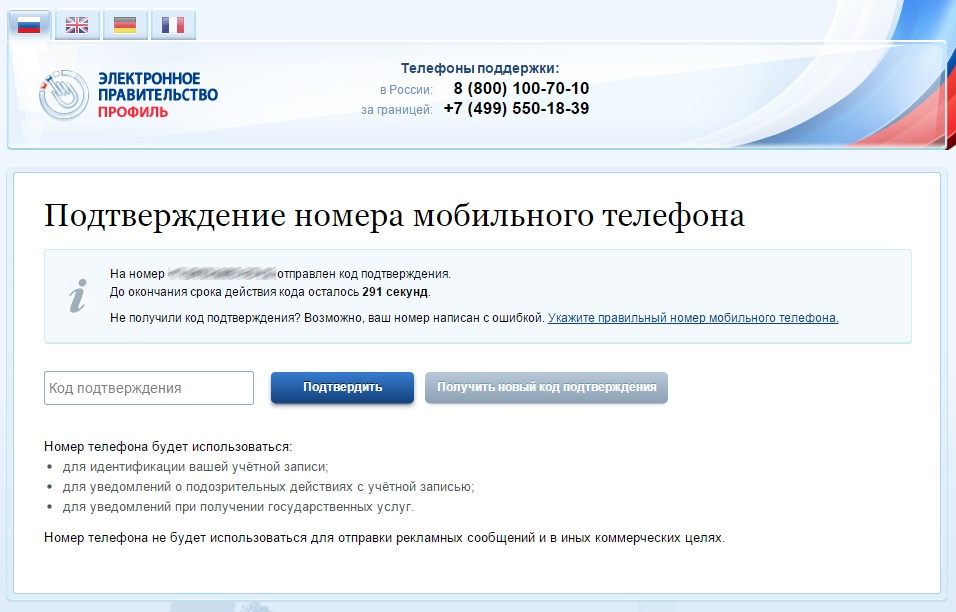 ЭЛЕКТРОННОЕ
ПРАВИТЕЛЬСТВО
ПРОФИЛЬ
Телефоны поддержки:
в России: 8 (800) 100-70-10
за границей: +7 (499) 550-18-39
Подтверждение номера мобильного телефона
На номер отправлен код подтверждения.
До окончания срока действия кода осталось 291 секунд.
Не получили код подтверждения? Возможно, ваш номер написан с ошибкой. Укажите правильный номер мобильного телефона.
Код подтверждения Подтвердить Получить новый код подтверждения
Номер телефона будет использоваться:
• для идентификации вашей учётной записи;
• для уведомлений о подозрительных действиях с учётной записью;
• для уведомлений при получении государственных услуг.
Номер телефона не будет использоваться для отправки рекламных сообщений и в иных коммерческих целях.